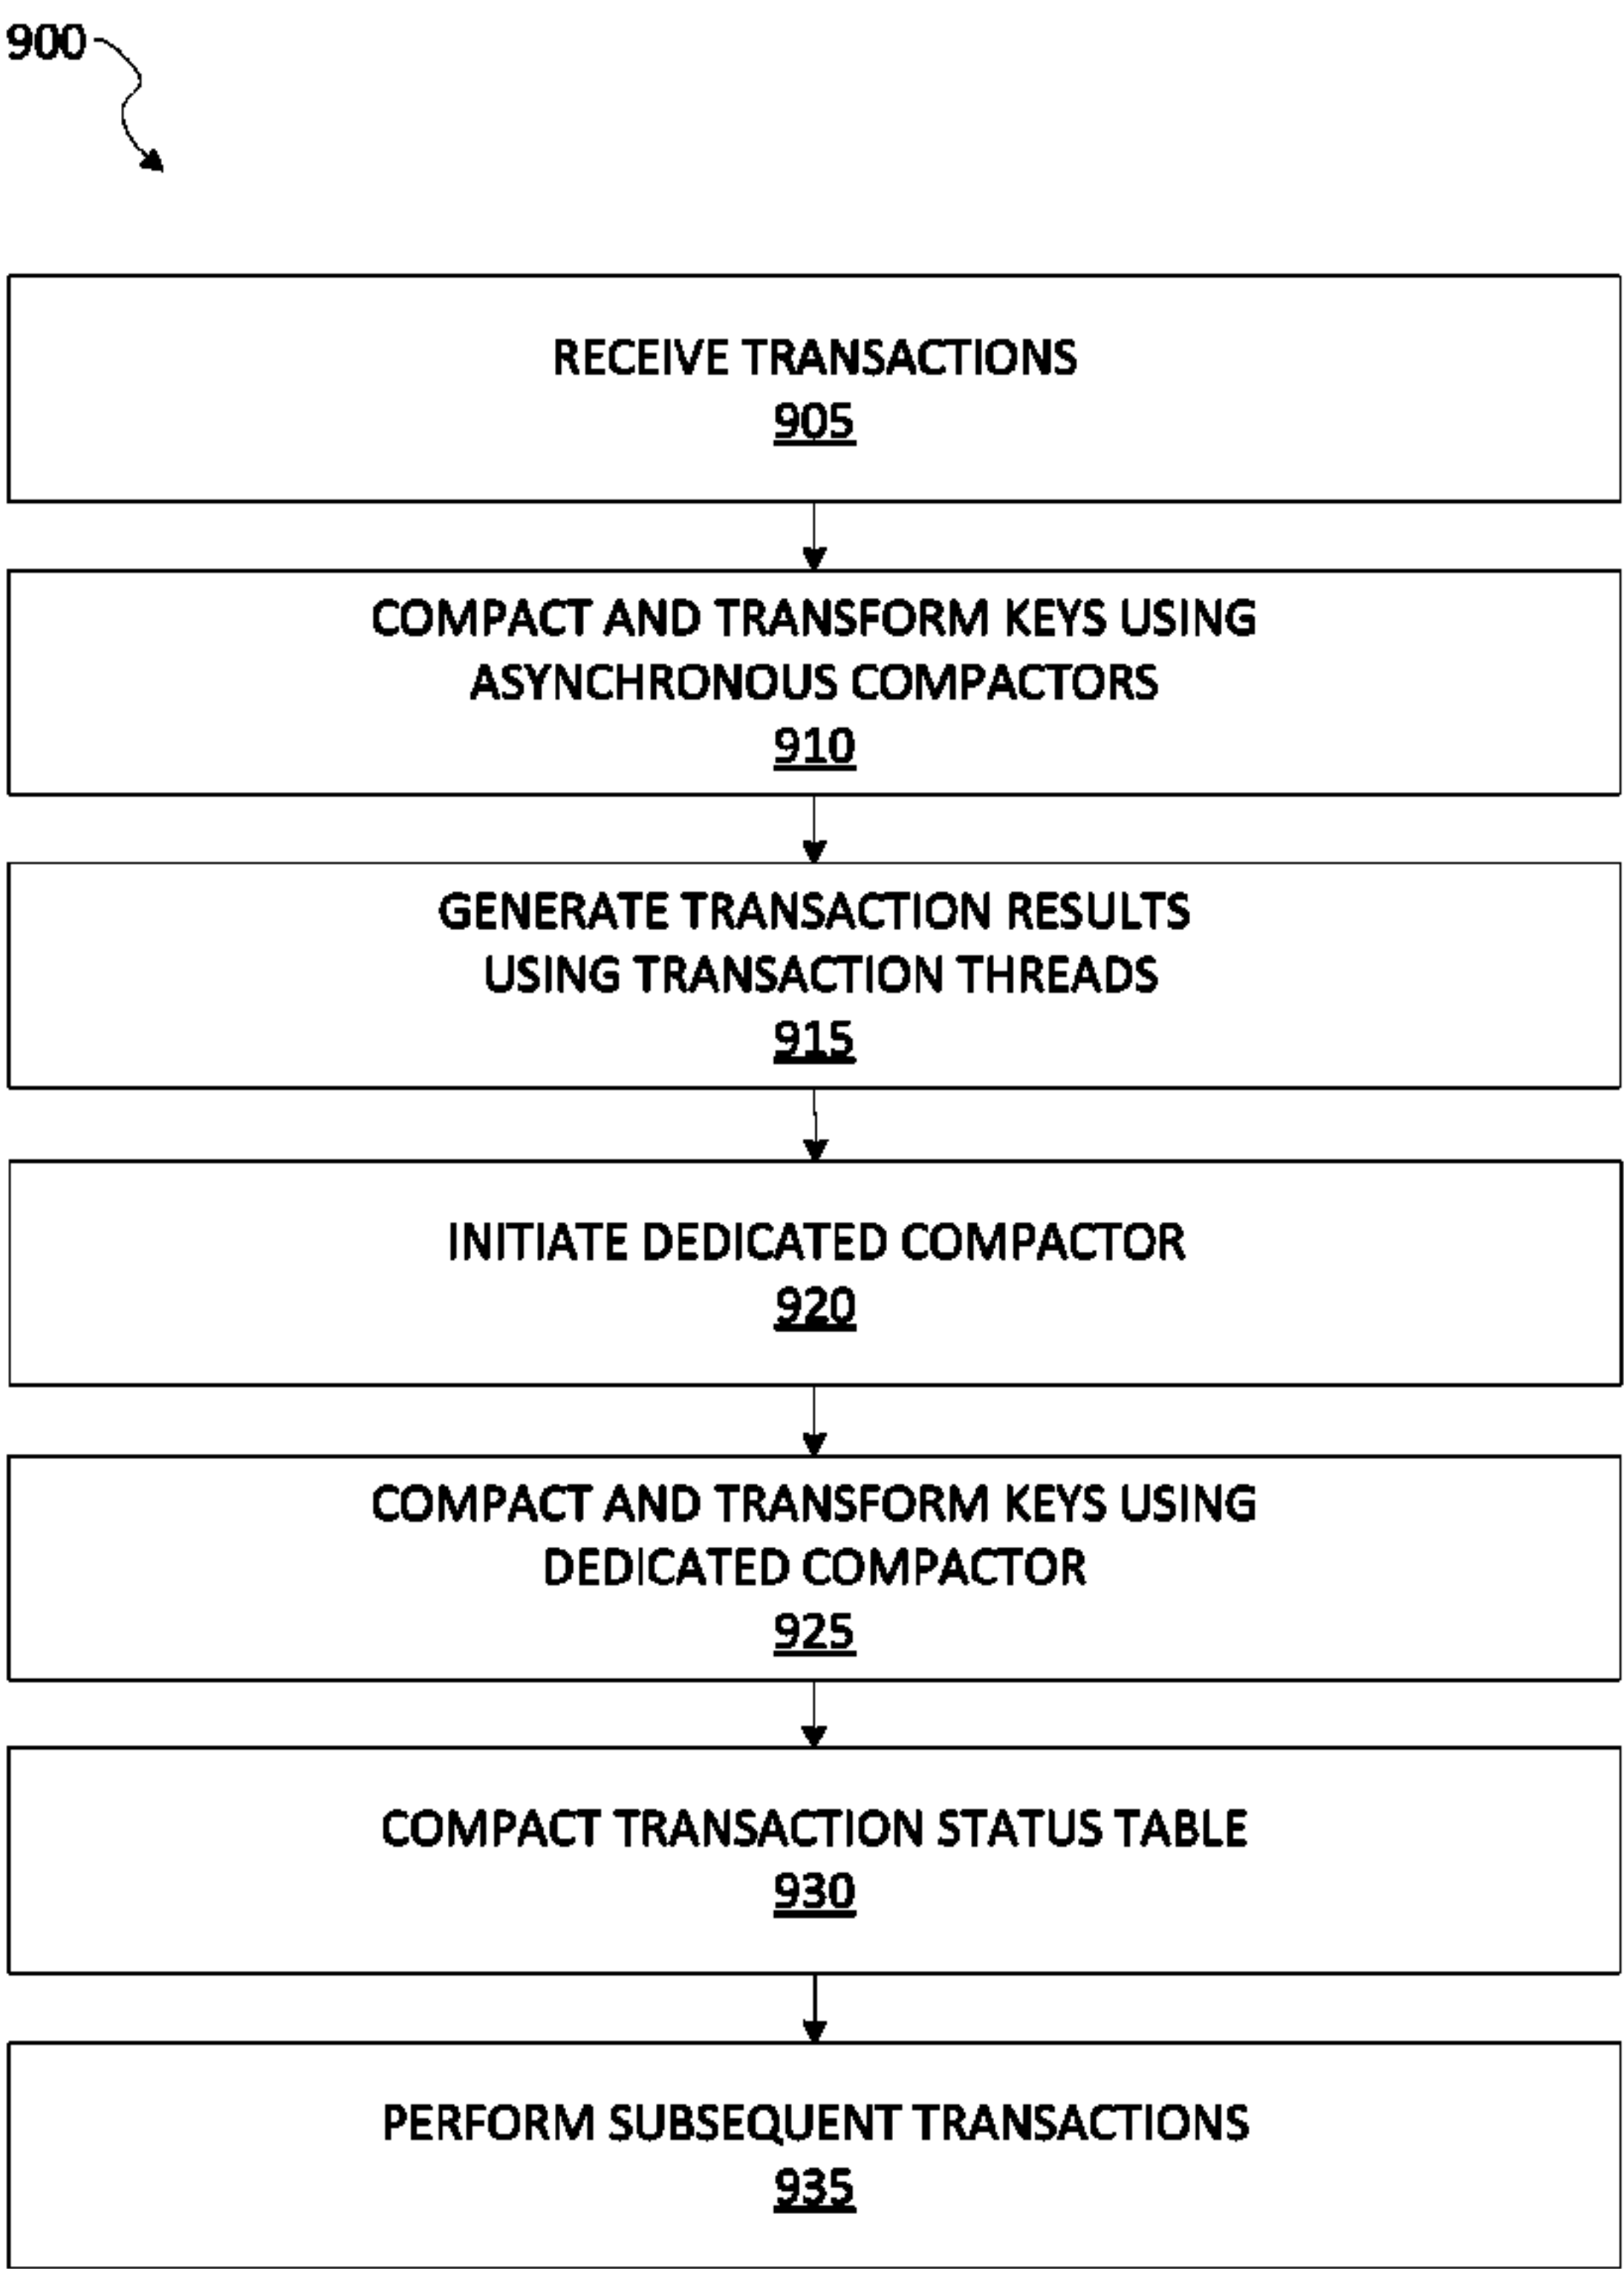 900
RECEIVE TRANSACTIONS
905
COMPACT AND TRANSFORM KEYS USING
ASYNCHRONOUS COMPACTORS
910
GENERATE TRANSACTION RESULTS
USING TRANSACTION THREADS
915
INITIATE DEDICATED COMPACTOR
920
COMPACT AND TRANSFORM KEYS USING
DEDICATED COMPACTOR
925
COMPACT TRANSACTION STATUS TABLE
930
PERFORM SUBSEQUENT TRANSACTIONS
935